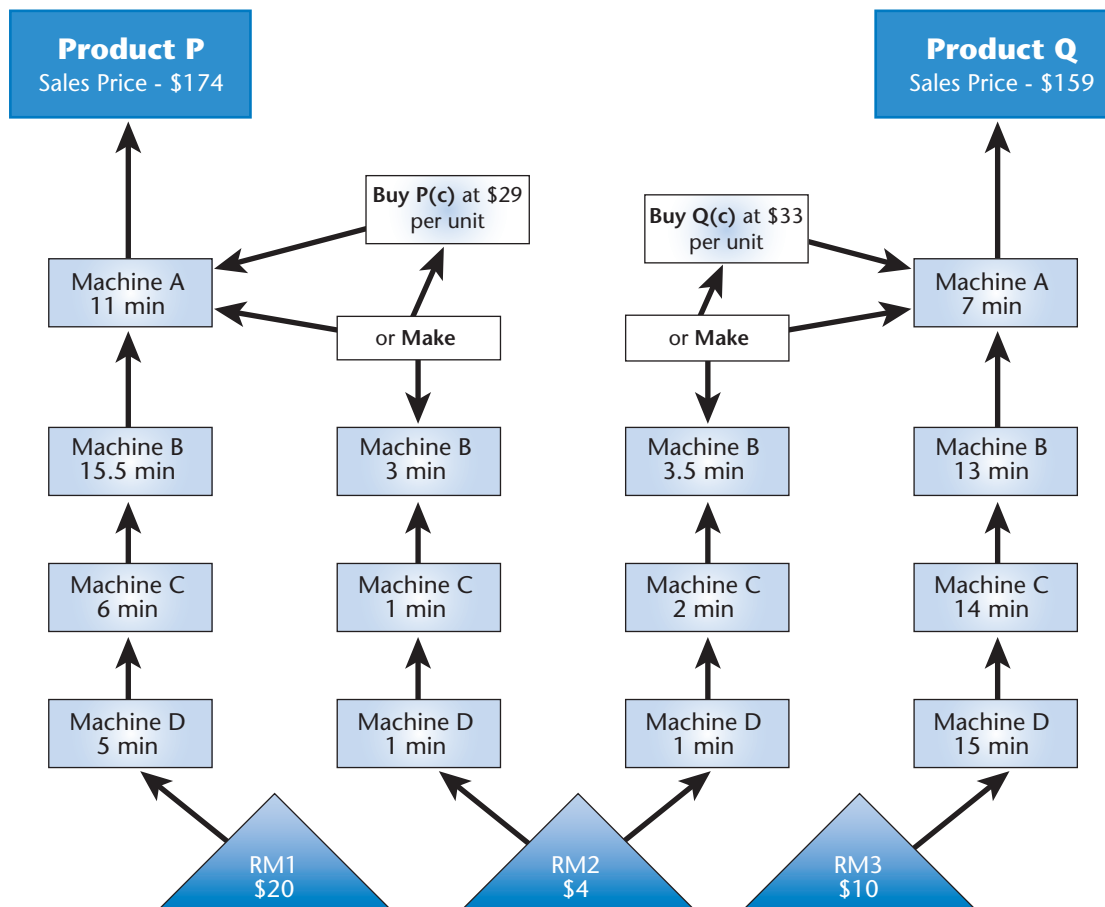 Product P
Sales Price - $174
Product Q
Sales Price - $159
Buy P(c) at $29
per unit
Buy Q(c) at $33
per unit
Machine A
11 min
or Make
or Make
Machine A
7 min
Machine B
15.5 min
Machine B
3 min
Machine B
3.5 min
Machine B
13 min
Machine C
6 min
Machine C
1 min
Machine C
2 min
Machine C
14 min
Machine D
5 min
Machine D
1 min
Machine D
1 min
Machine D
15 min
RM1
$20
RM2
$4
RM3
$10